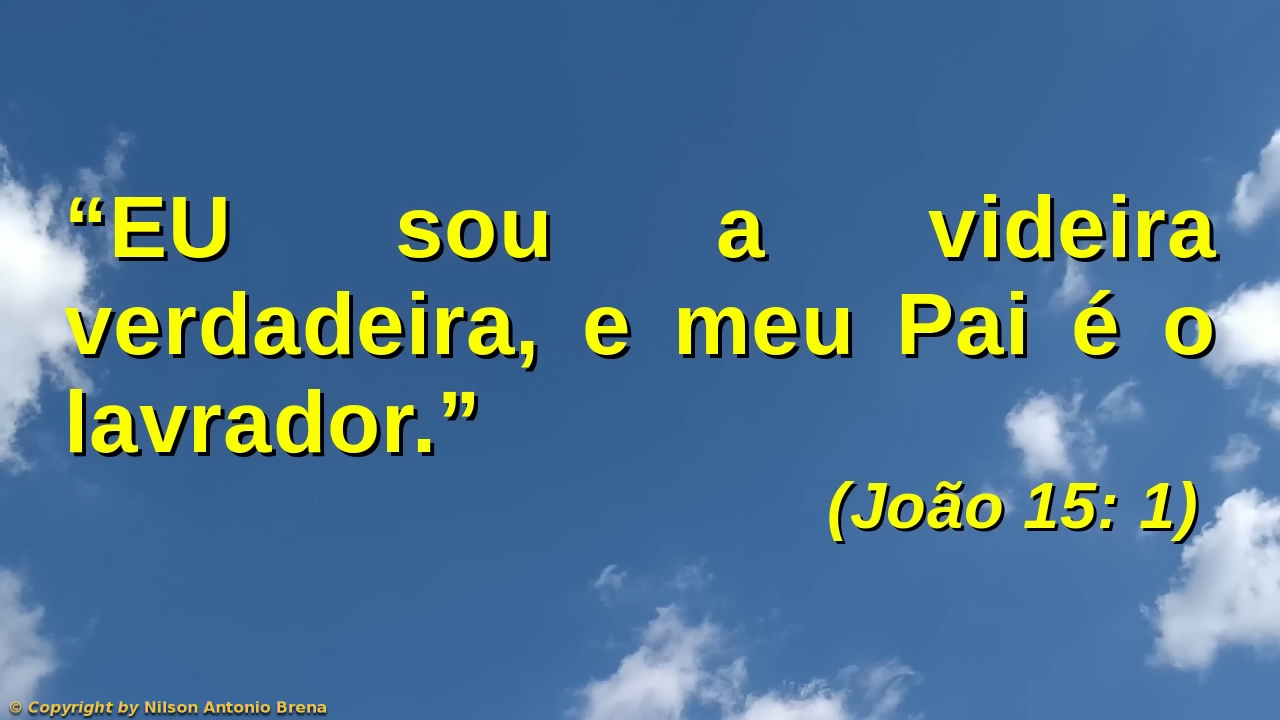 “EU sou a videira
verdadeira, e meu Pai é o
lavrador.”
(João 15: 1)
© Copyright by Nilson Antonio Brena